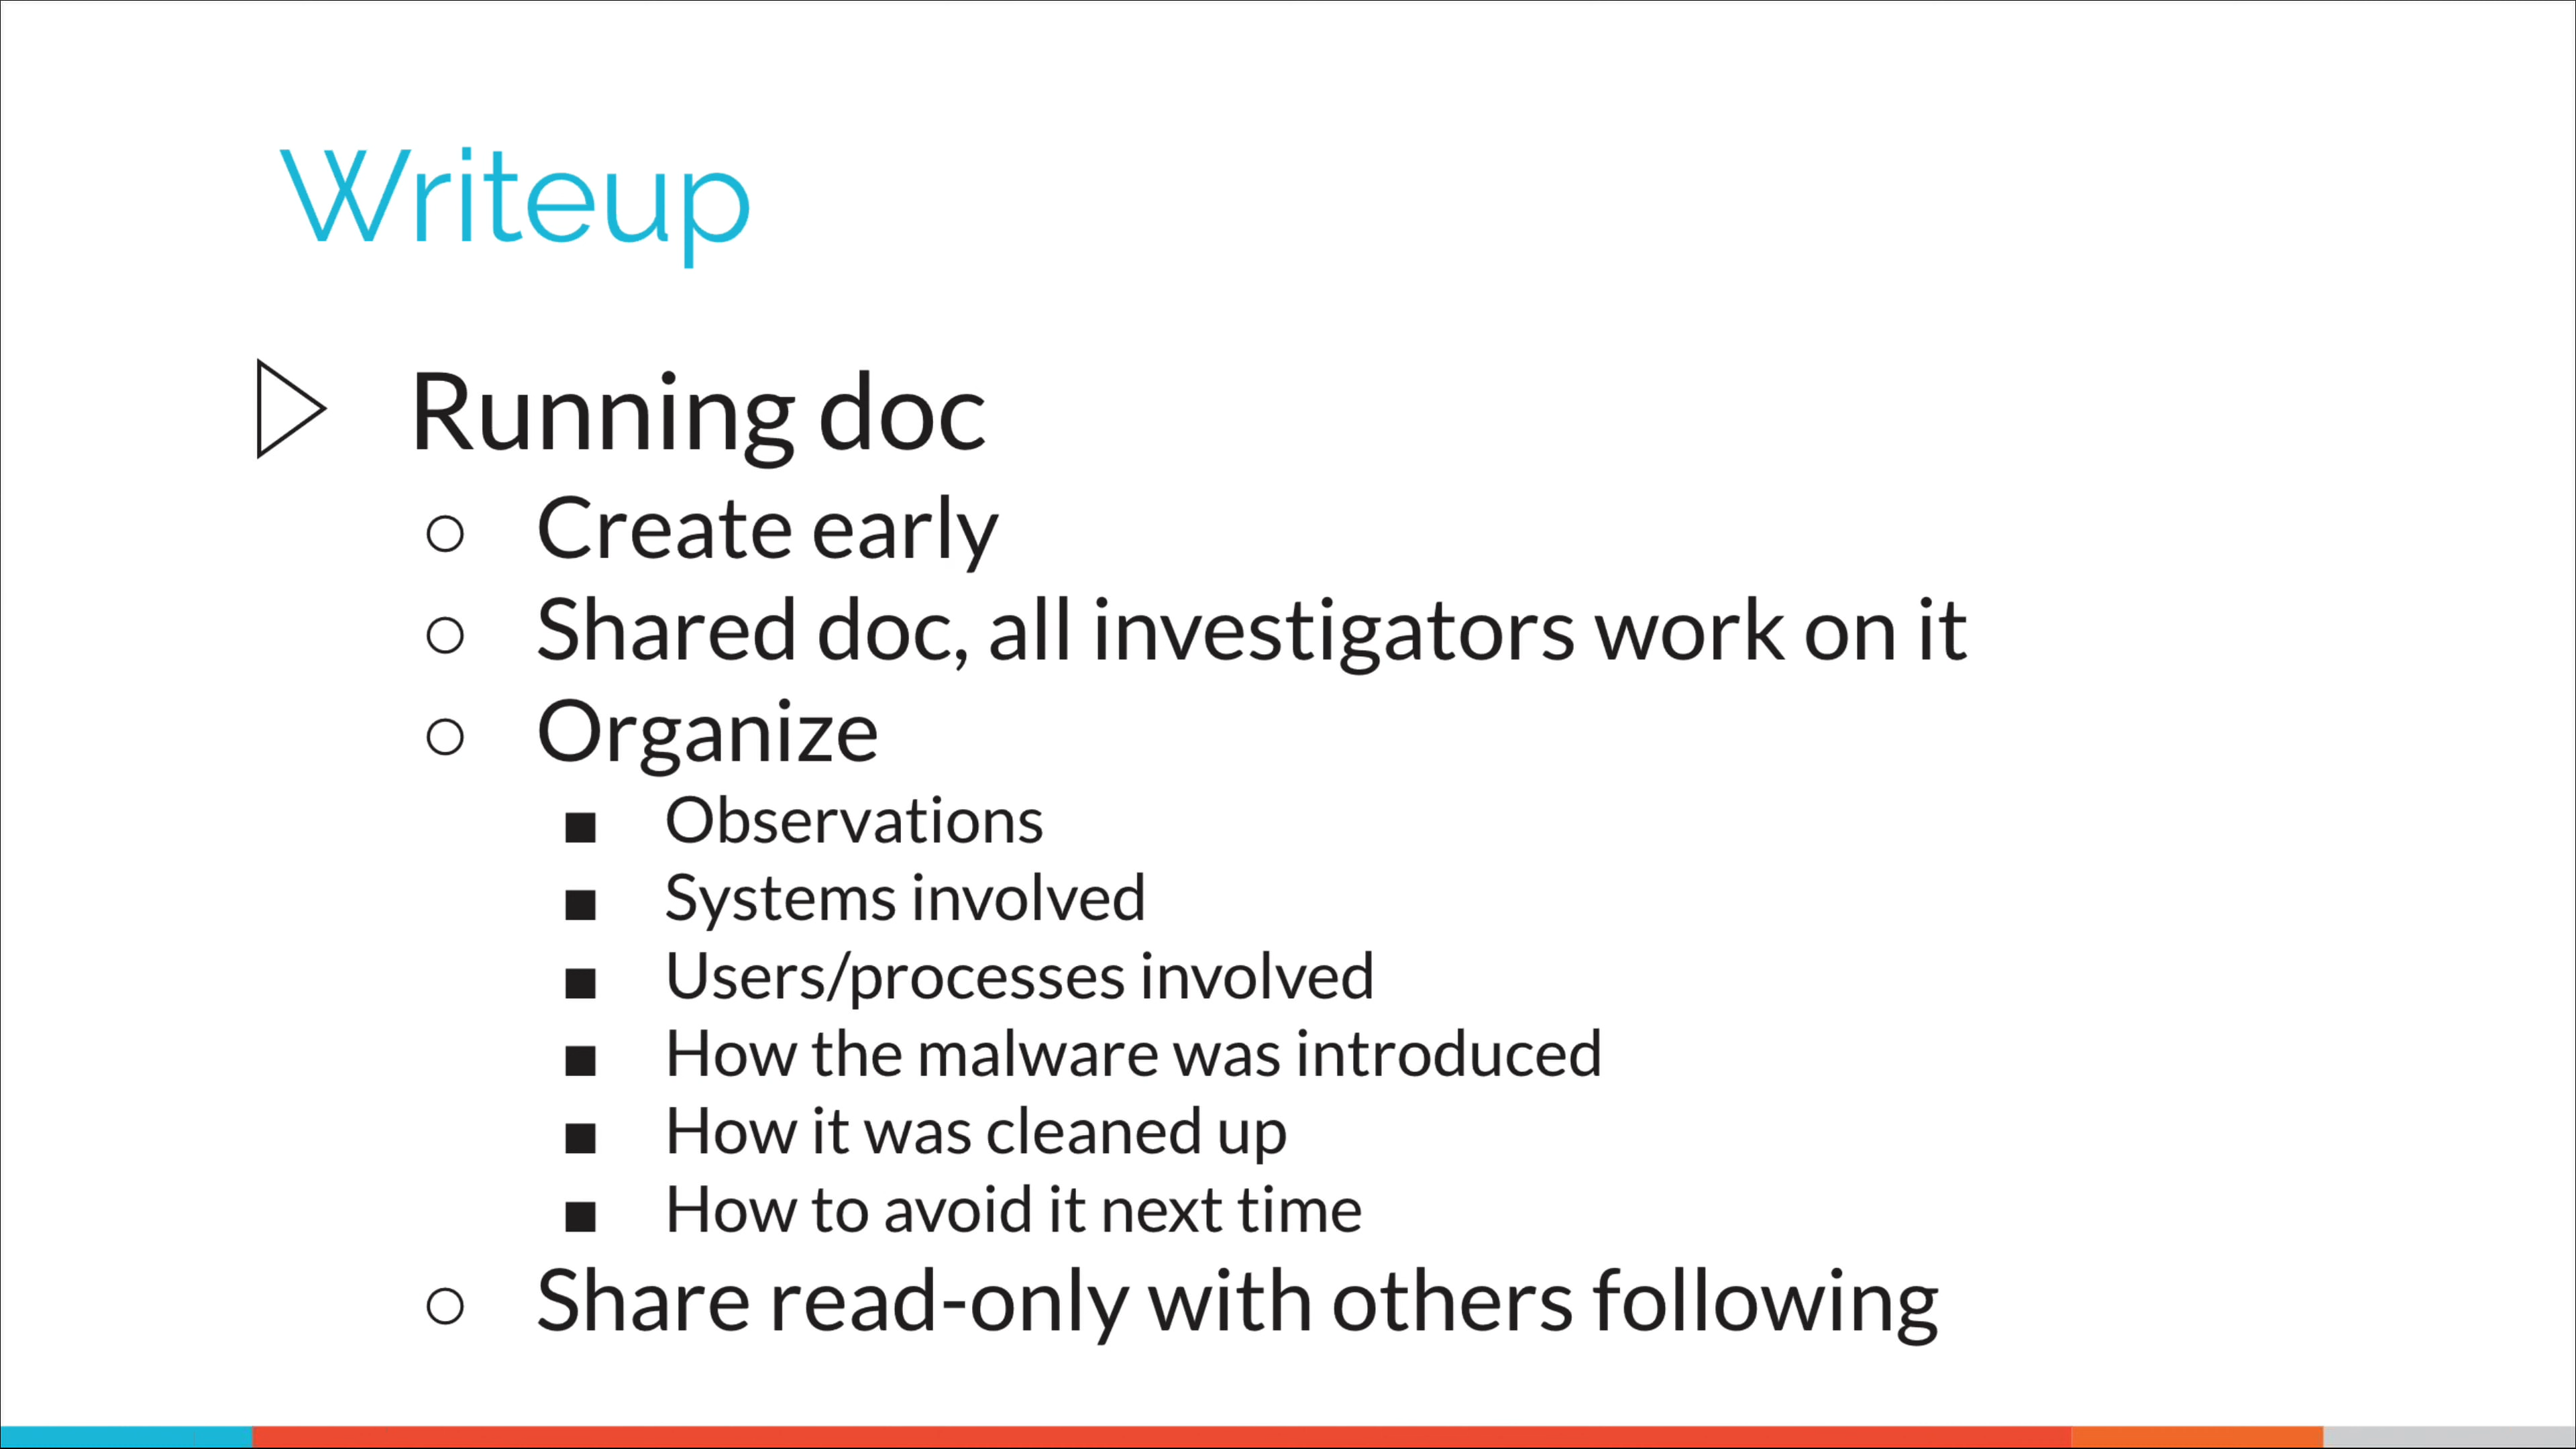 Writeup
Running doc
Create early
Shared doc, all investigators work on it
Organize
Observations
Systems involved
Users/processes involved
How the malware was introduced
How it was cleaned up
How to avoid it next time
Share read-only with others following